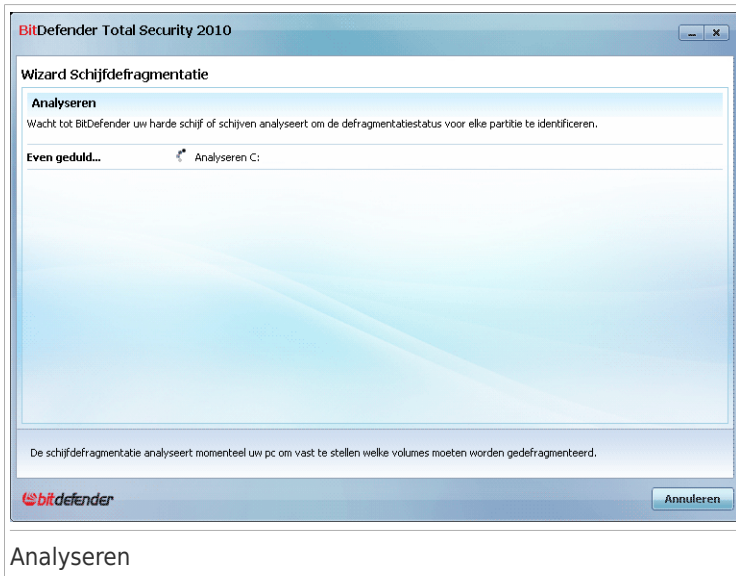 BitDefender Total Security 2010
Wizard Schijfdefragmentatie
Analyseren
Wacht tot BitDefender uw harde schijf of schijven analyseert om de defragmentatiestatus voor elke partitie te identificeren.
Even geduld... Analyseren C:
De schijfdefragmentatie analyseert momenteel uw pc om vast te stellen welke volumes moeten worden gedefragmenteerd.
bitdefender
Annuleren
Analyseren